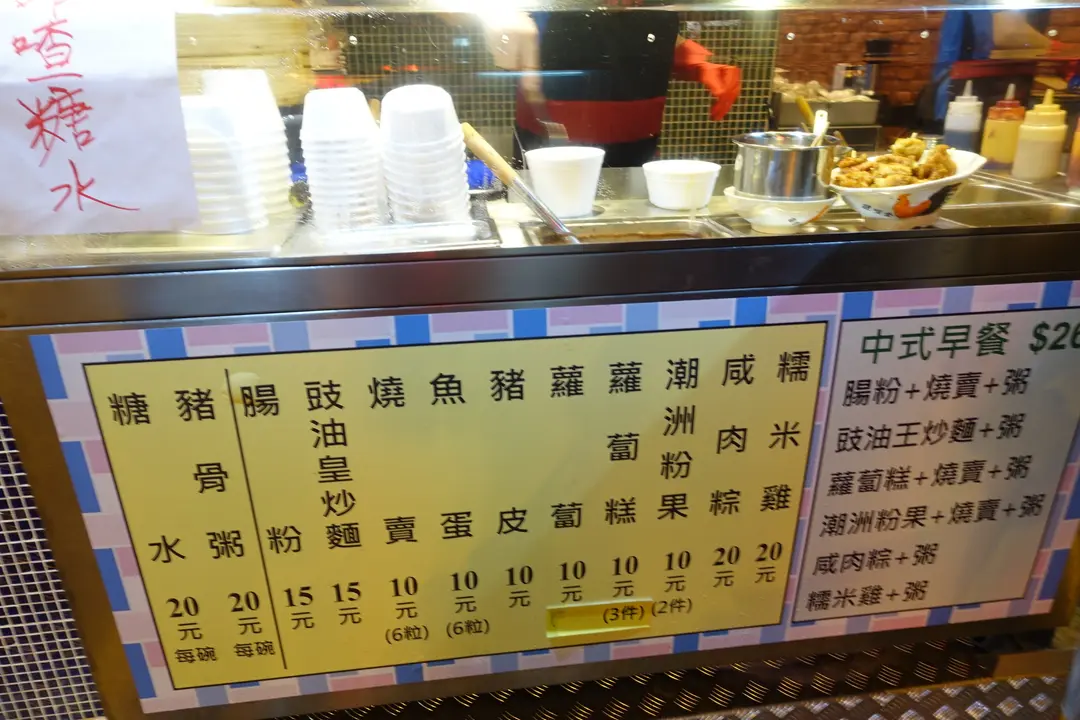 喳糖水
糯米雞 20元
咸肉粽 20元
潮洲粉果 10元 (2件)
蘿蔔糕 10元 (3件)
蘿蔔 10元
豬皮 10元
魚蛋 10元 (6粒)
燒賣 10元 (6粒)
豉油皇炒麵 15元
腸粉 15元
豬骨粥 20元 每碗
糖水 20元 每碗
中式早餐 $26
腸粉+燒賣+粥
豉油王炒麵+粥
蘿蔔糕+燒賣+粥
潮洲粉果+燒賣+粥
咸肉粽+粥
糯米雞+粥